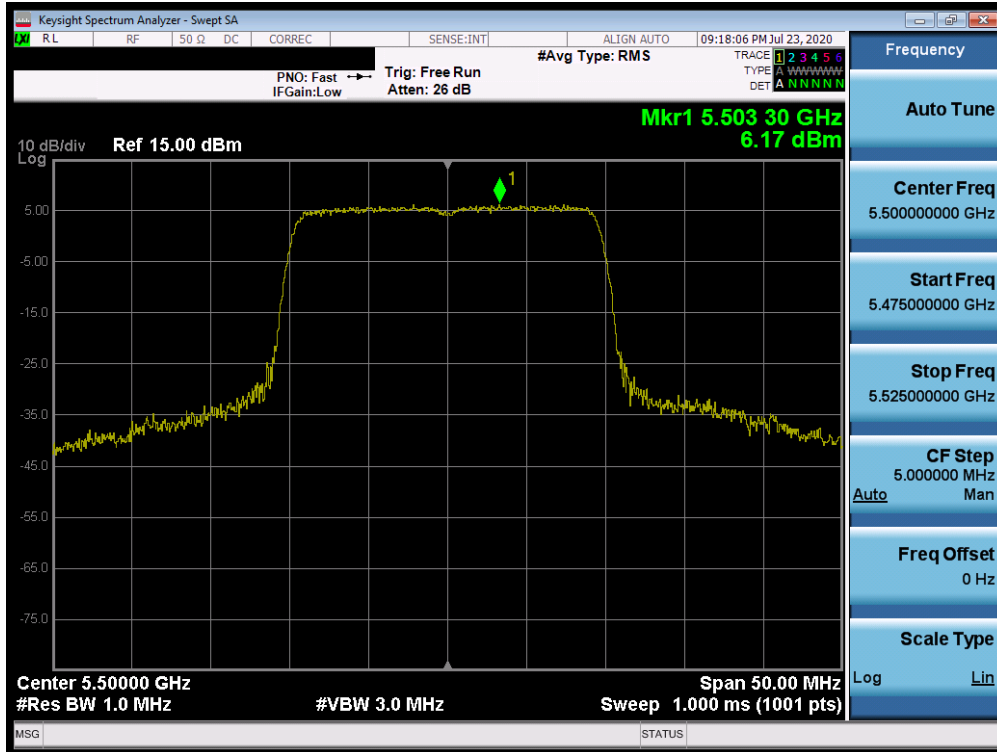 Keysight Spectrum Analyzer - Swept SA
LXI RL RF 50 Ω DC CORREC SENSE:INT ALIGN AUTO 09:18:06 PM Jul 23, 2020
Frequency
#Avg Type: RMS
TRACE 1 2 3 4 5 6
PNO: Fast Trig: Free Run
TYPE A WWWWW
IFGain:Low Atten: 26 dB
DET A N N N N N
Auto Tune
Mkr1 5.503 30 GHz
6.17 dBm
10 dB/div Ref 15.00 dBm
Log
1
5.00
-5.00
-15.0
-25.0
-35.0
-45.0
-55.0
-65.0
-75.0
Center 5.50000 GHz Span 50.00 MHz
#Res BW 1.0 MHz #VBW 3.0 MHz Sweep 1.000 ms (1001 pts)
Center Freq
5.500000000 GHz
Start Freq
5.475000000 GHz
Stop Freq
5.525000000 GHz
CF Step
5.000000 MHz
Auto Man
Freq Offset
0 Hz
Scale Type
Log Lin
MSG STATUS